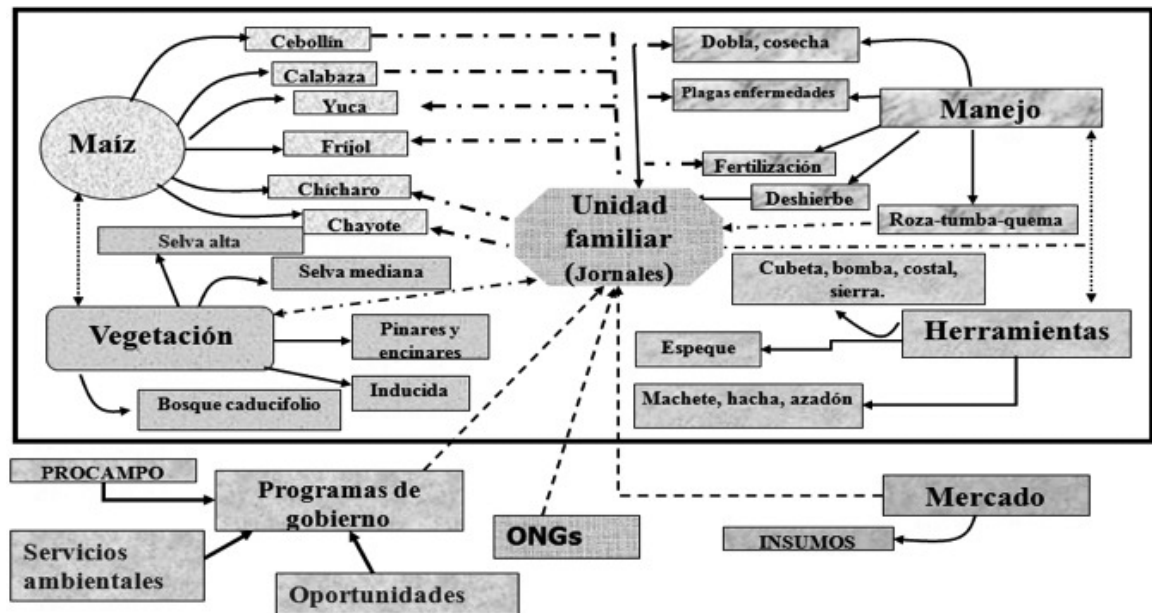 Cebollín
Calabaza
Yuca
Maíz
Frijol
Chícharo
Chayote
Selva alta
Selva mediana
Vegetación
Pinares y
encinares
Inducida
Bosque caducifolio
Unidad
familiar
(Jornales)
Dobla, cosecha
Plagas enfermedades
Manejo
Fertilización
Deshierbe
Roza-tumba-quema
Cubeta, bomba, costal,
sierra.
Herramientas
Espeque
Machete, hacha, azadón
PROCAMPO
Programas de
gobierno
Servicios
ambientales
Oportunidades
ONGs
Mercado
INSUMOS